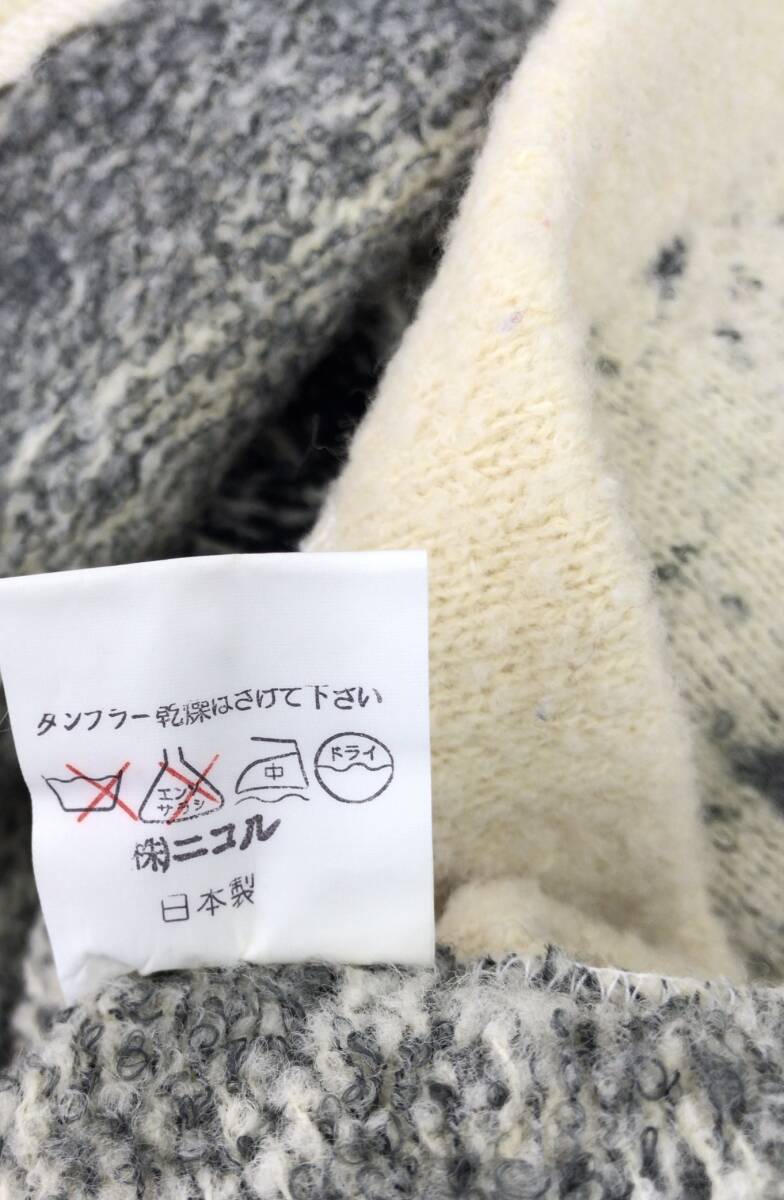 タンブラー乾燥はさけて下さい
エンソ
サラシ
中
ドライ
㈱ニコル
日本製